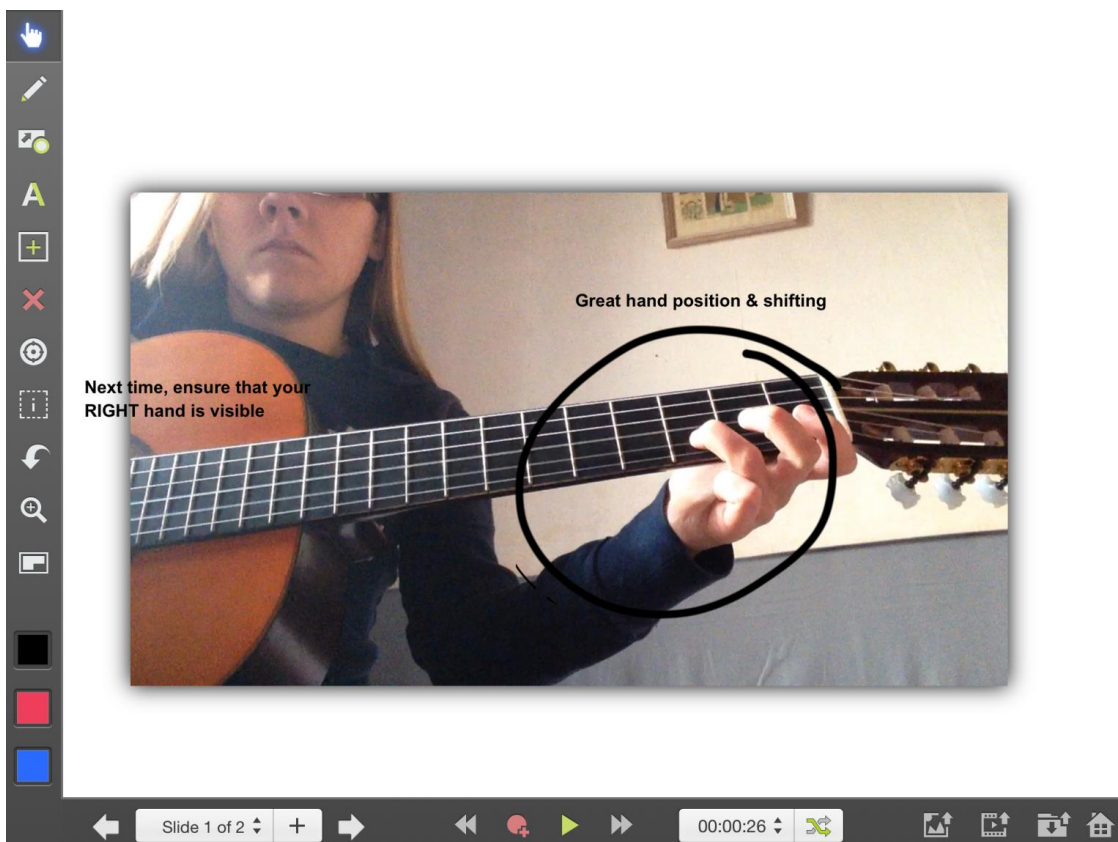 Great hand position & shifting
Next time, ensure that your
RIGHT hand is visible
A
i
Slide 1 of 2
+
00:00:26